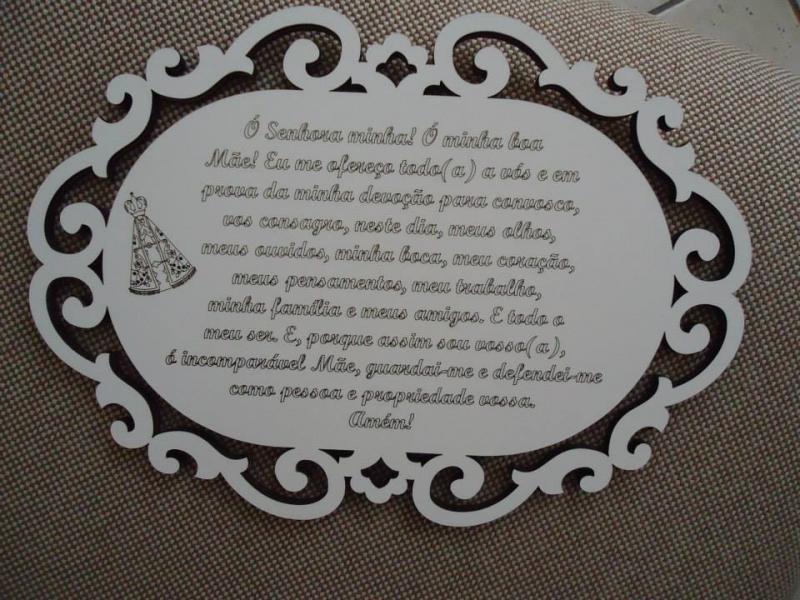 Ó Senhora minha! Ó minha boa
Mãe! Eu me ofereço todo(a) a vós e em
prova da minha devoção para convosco,
vos consagro, neste dia, meus olhos,
meus ouvidos, minha boca, meu coração,
meus pensamentos, meu trabalho,
minha família e meus amigos. E todo o
meu ser. E, porque assim sou vosso(a),
ó incomparável Mãe, guardai-me e defendei-me
como pessoa e propriedade vossa.
Amém!